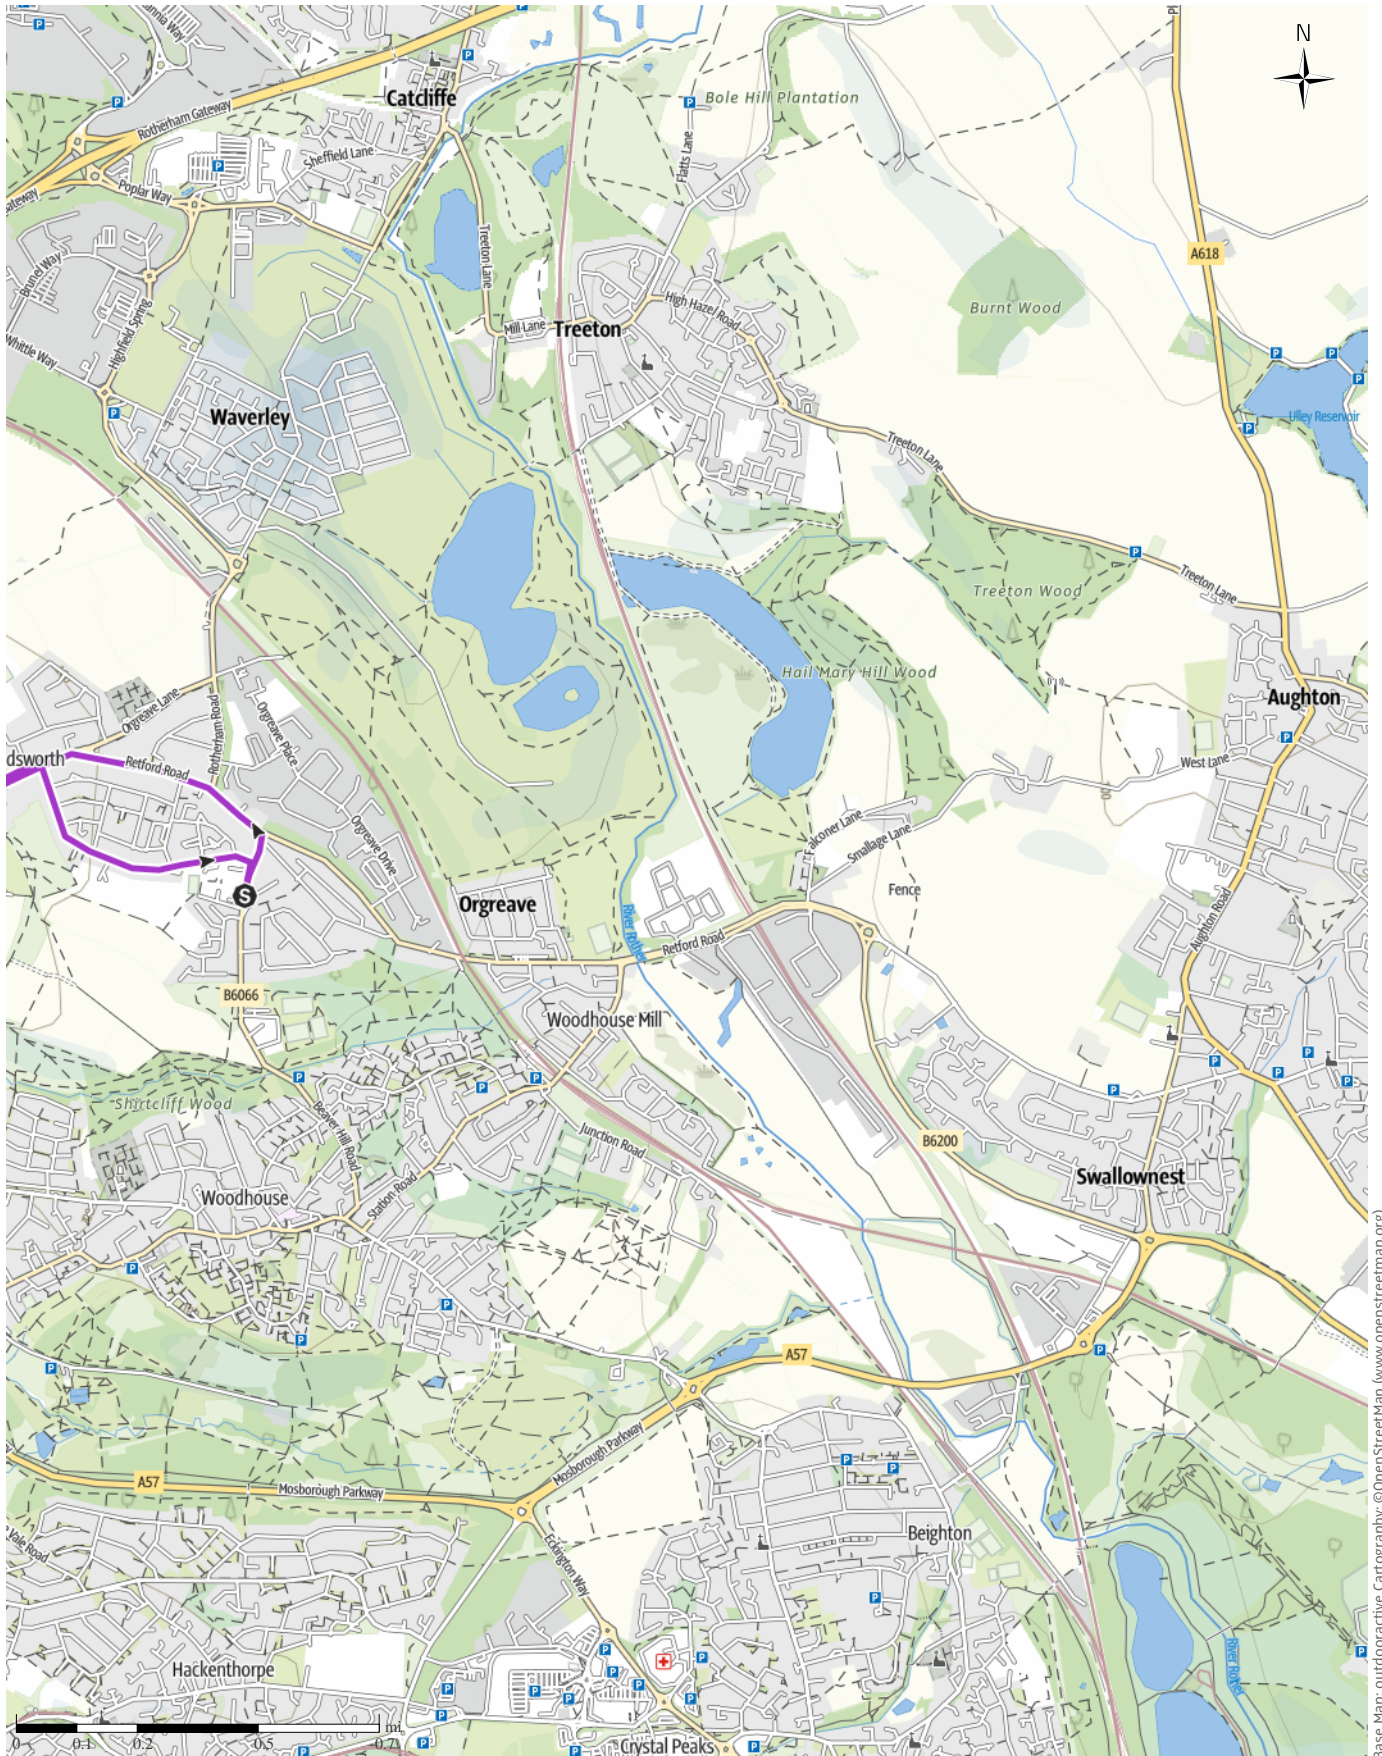 N
Catcliffe
Rotherham Gateway
Sheffield Lane
Poplar Way
Bole Hill Plantation
Flatts Lane
A618
Brunel Way
Highfield Spring
Whittle Way
Treeton Lane
Mill Lane
Treeton
High Hazel Road
Burnt Wood
Ulley Reservoir
Waverley
Treeton Lane
Treeton Wood
Treeton Lane
Hail Mary Hill Wood
Aughton
Orgreave Lane
Rotherham Road
Orgreave Place
dsworth
Retford Road
West Lane
Orgreave Drive
Falconer Lane
Smallage Lane
Fence
S
Orgreave
River Rother
Retford Road
Aughton Road
B6066
Woodhouse Mill
Shirtcliff Wood
Beaver Hill Road
Junction Road
B6200
Swallownest
Woodhouse
Station Road
A57
Mosborough Parkway
A57
Mosborough Parkway
Vale Road
Eckington Way
Beighton
River Rother
Hackenthorpe
Crystal Peaks
0 0.1 0.2 0.5 0.7 mi
Base Map: outdooractive Cartography; ©OpenStreetMap (www.openstreetmap.org)